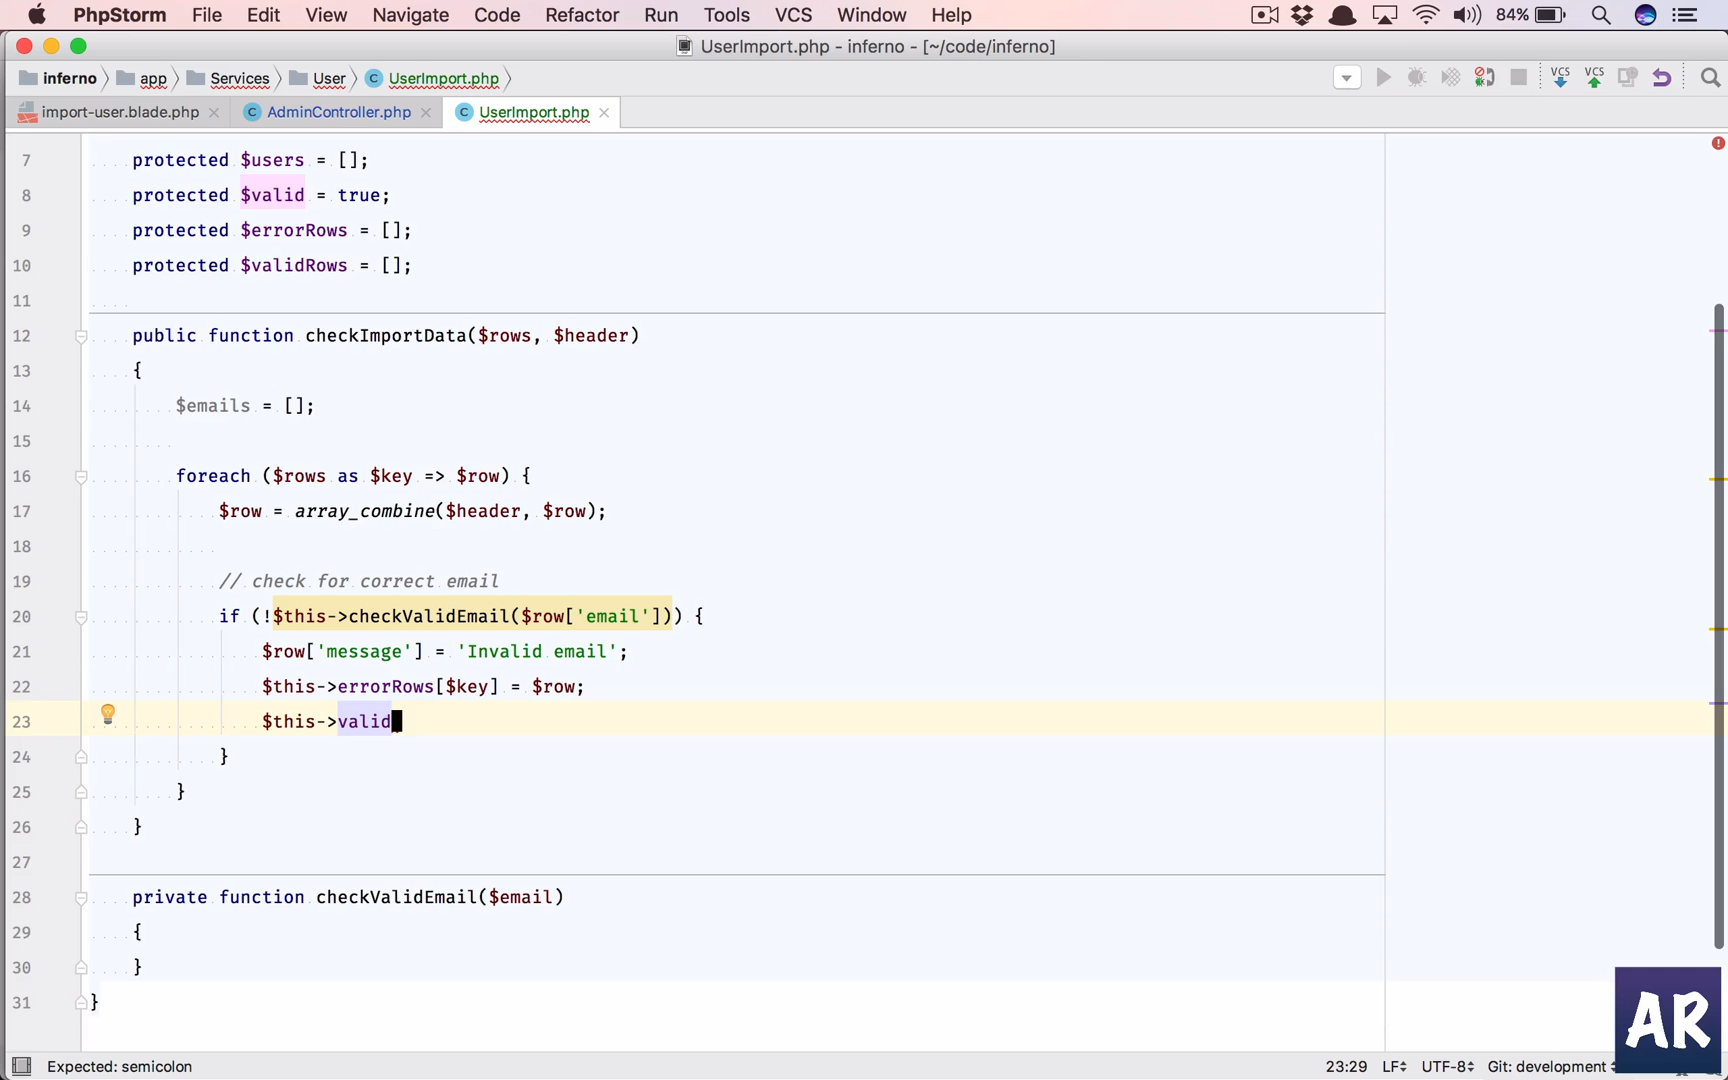 PhpStorm File Edit View Navigate Code Refactor Run Tools VCS Window Help 84%
UserImport.php - inferno - [~/code/inferno]
inferno app Services User UserImport.php VCS VCS
import-user.blade.php AdminController.php UserImport.php
7 protected $users = [];
8 protected $valid = true;
9 protected $errorRows = [];
10 protected $validRows = [];
11
12 public function checkImportData($rows, $header)
13 {
14 $emails = [];
15
16 foreach ($rows as $key => $row) {
17 $row = array_combine($header, $row);
18
19 // check for correct email
20 if (!$this->checkValidEmail($row['email'])) {
21 $row['message'] = 'Invalid email';
22 $this->errorRows[$key] = $row;
23 $this->valid
24 }
25 }
26 }
27
28 private function checkValidEmail($email)
29 {
30 }
31 }
AR
Expected: semicolon 23:29 LF UTF-8 Git: development